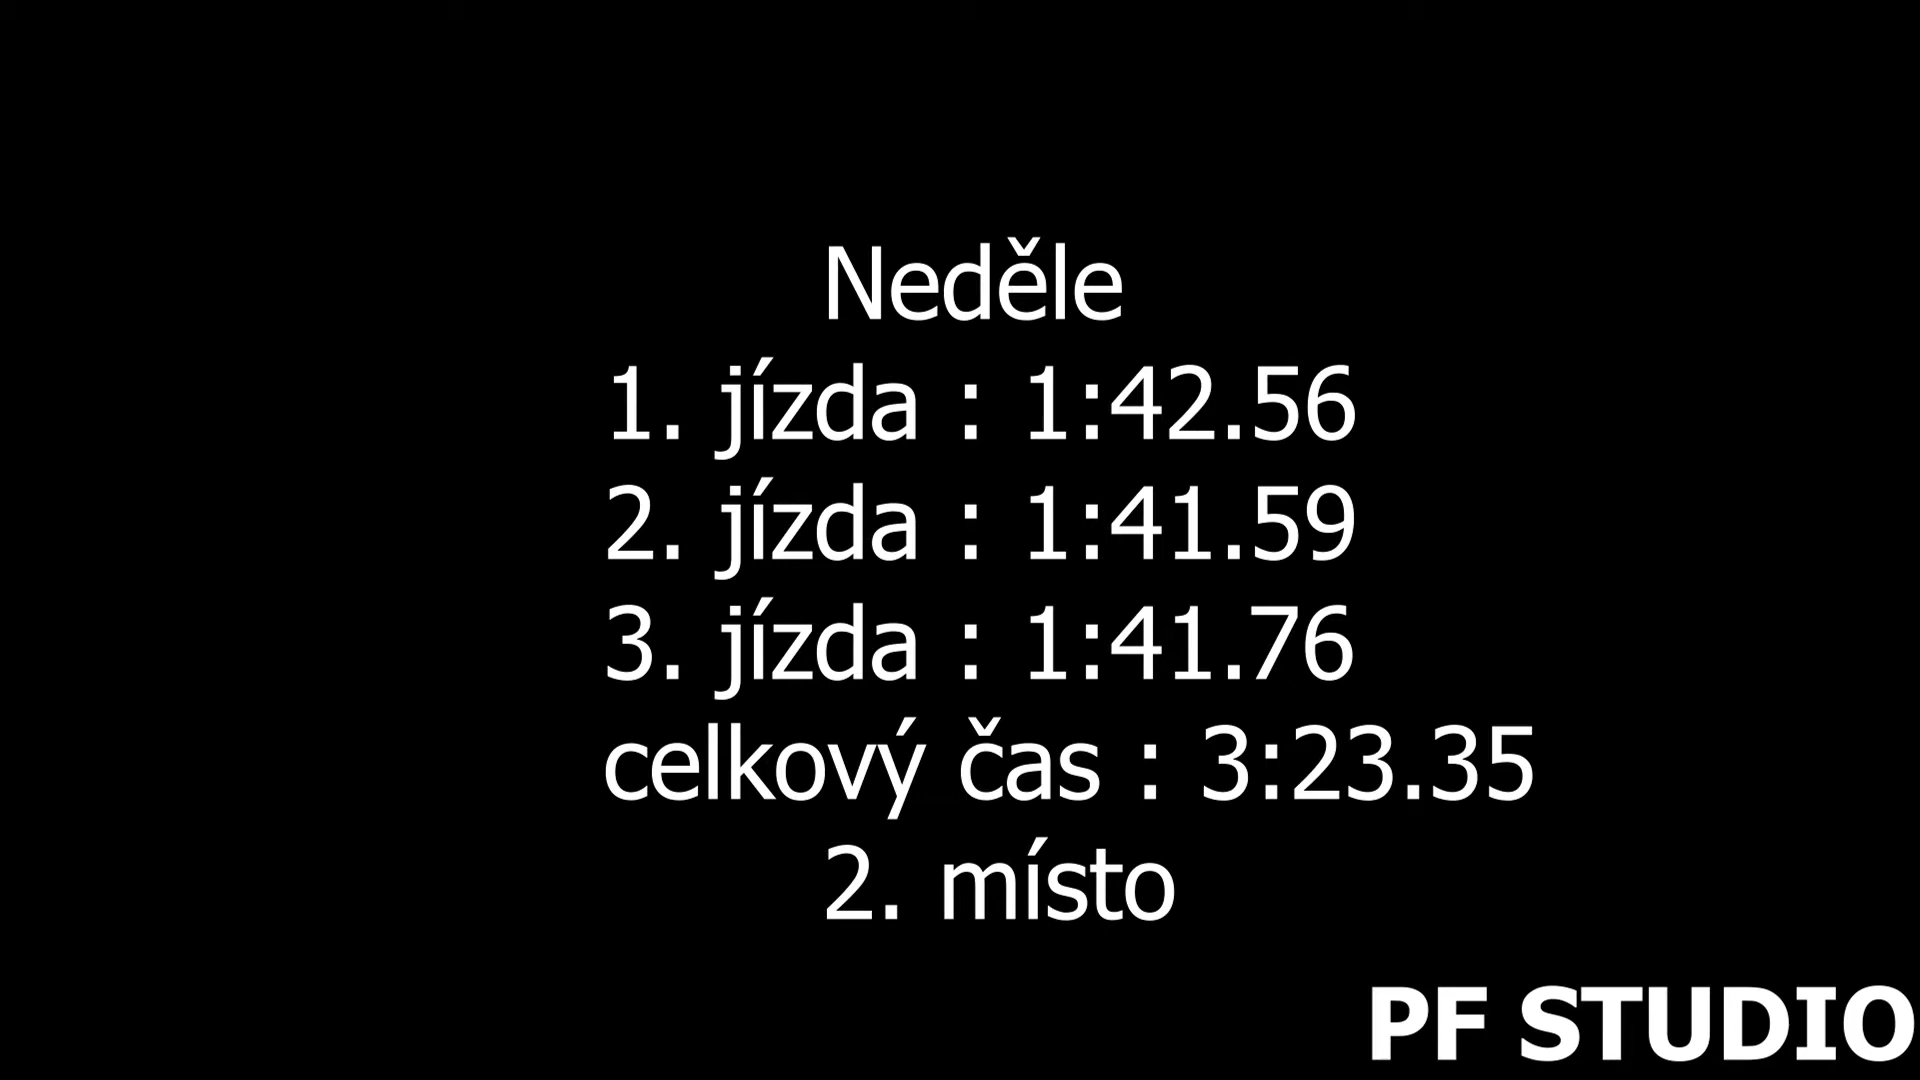 Neděle
1. jízda : 1:42.56
2. jízda : 1:41.59
3. jízda : 1:41.76
celkový čas : 3:23.35
2. místo
PF STUDIO